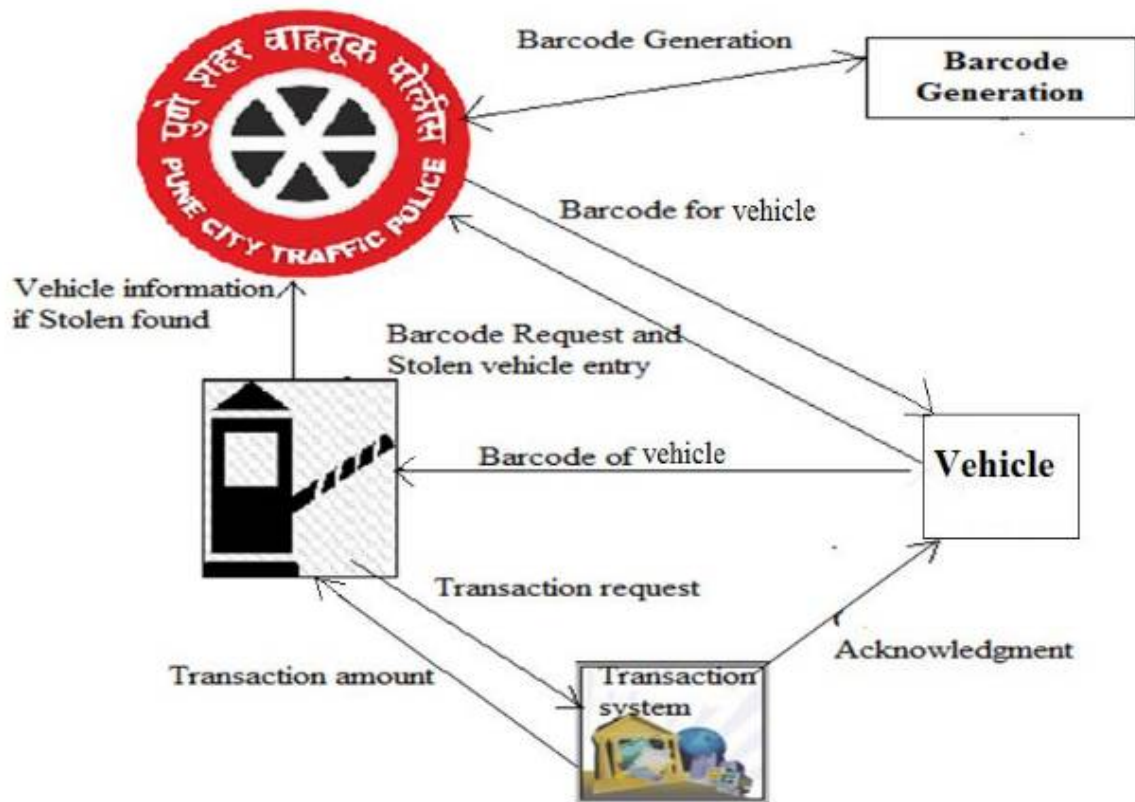 पुणे शहर वाहतूक पोलीस
PUNE CITY TRAFFIC POLICE
Barcode Generation
Barcode
Generation
Barcode for vehicle
Vehicle information
if Stolen found
Barcode Request and
Stolen vehicle entry
Barcode of vehicle
Vehicle
Transaction request
Acknowledgment
Transaction amount
Transaction
system